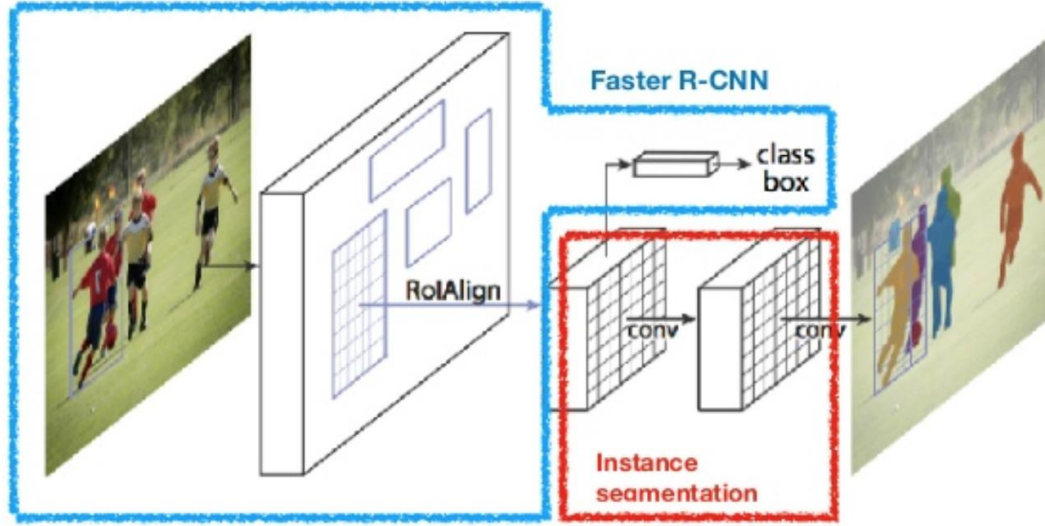 Faster R-CNN
class
box
RoIAlign
conv
conv
Instance
segmentation